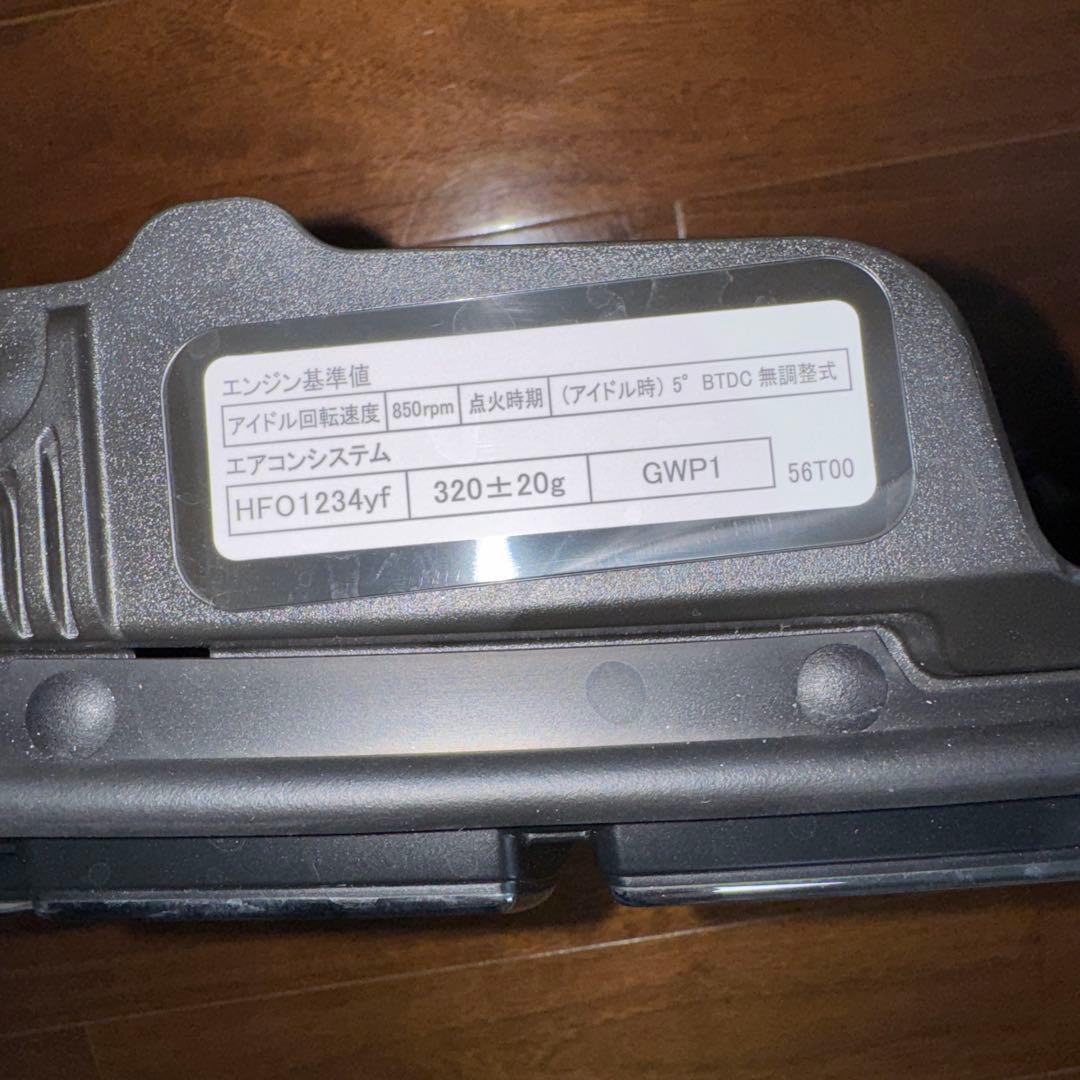 エンジン基準値
アイドル回転速度 850rpm 点火時期 (アイドル時) 5° BTDC 無調整式
エアコンシステム
HFO1234yf 320±20g GWP1 56T00